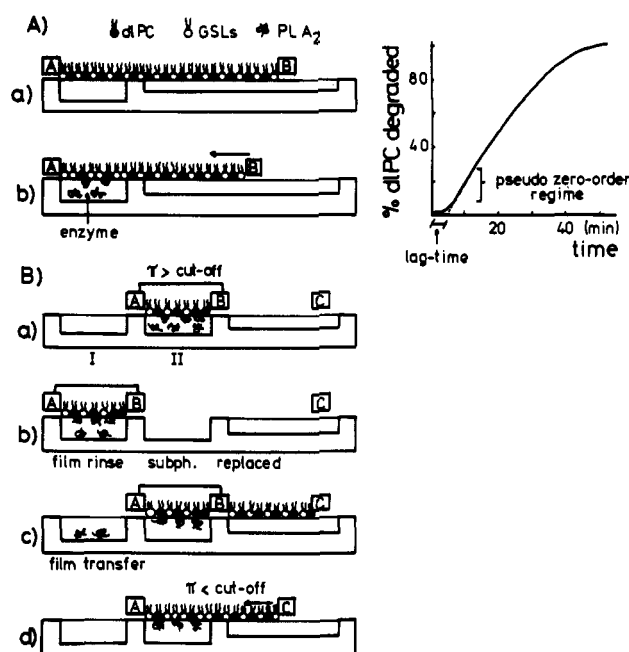 A)
dlPC GSLs PLA2
A B
a)
A B
b)
enzyme
% dlPC degraded
80
40
pseudo zero-order
regime
20 40 (min)
lag-time
time
B)
π > cut-off
A B C
a)
I II
A B C
b)
film rinse subph. replaced
A B C
c)
film transfer
π < cut-off
A C
d)